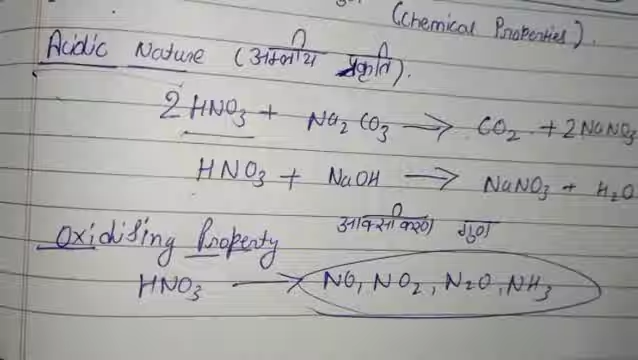 (Chemical Properties).
Acidic Nature (अम्लीय प्रकृति).
2HNO₃ + Na₂CO₃ → CO₂ + 2NaNO₃
HNO₃ + NaOH → NaNO₃ + H₂O
Oxidising Property ऑक्सीकरण गुण
HNO₃ → NO, NO₂, N₂O, NH₃